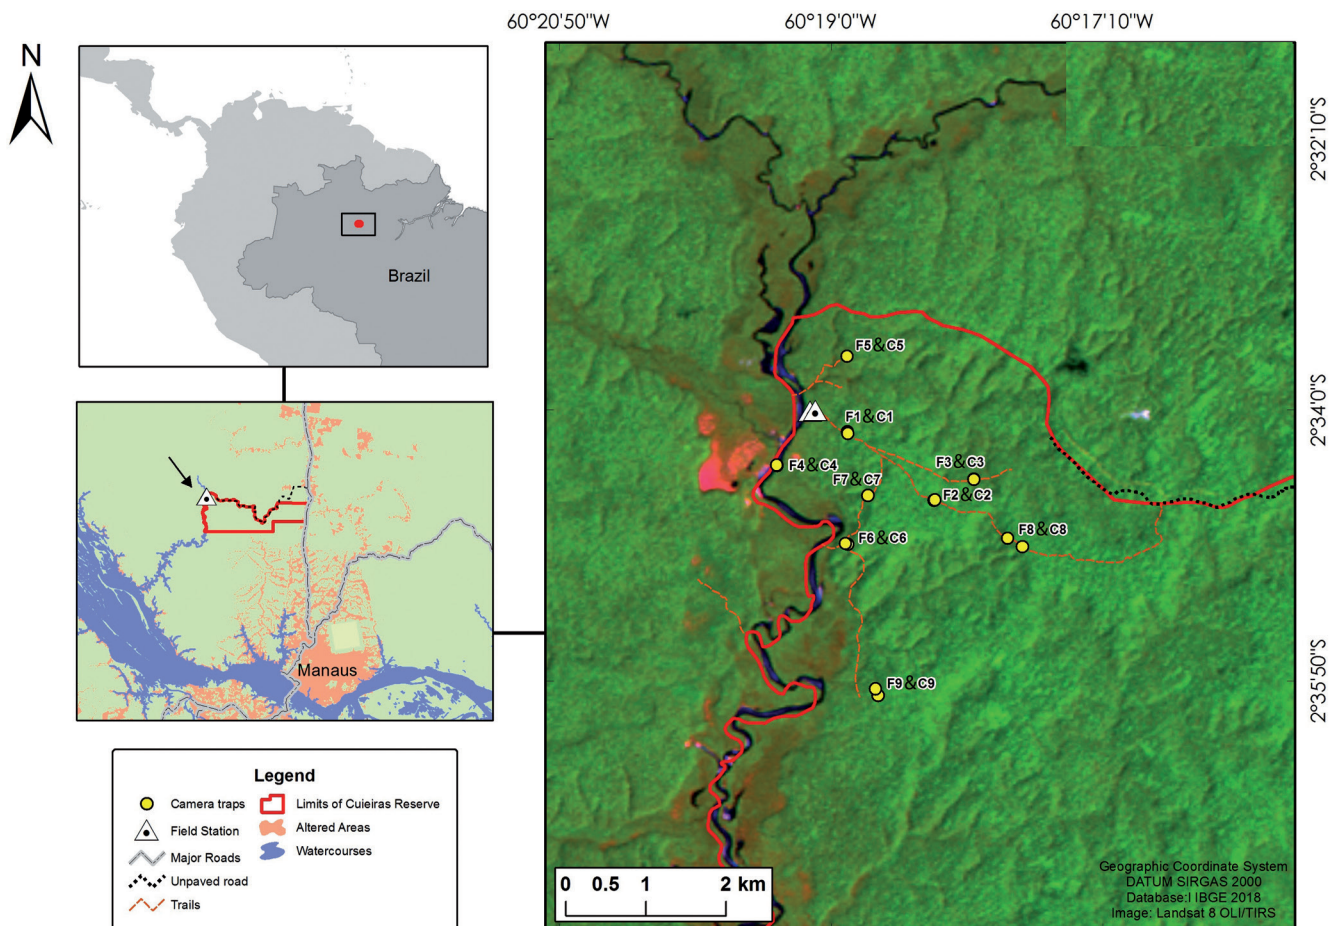 N
Brazil
Manaus
Legend
Camera traps
Field Station
Major Roads
Unpaved road
Trails
Limits of Cuieiras Reserve
Altered Areas
Watercourses
60°20'50"W
60°19'0"W
60°17'10"W
2°32'10"S
2°34'0"S
2°35'50"S
F5&C5
F1&C1
F4&C4
F3&C3
F7&C7
F2&C2
F8&C8
F6&C6
F9&C9
0 0.5 1 2 km
Geographic Coordinate System
DATUM SIRGAS 2000
Database:I IBGE 2018
Image: Landsat 8 OLI/TIRS